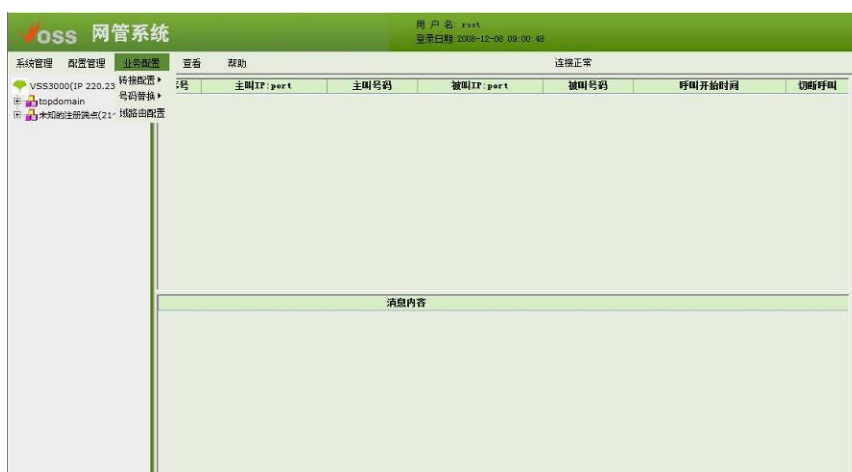 Voss 网管系统
用 户 名: root
登录日期:2008-12-08 09:00:48
系统管理 配置管理 业务配置 查看 帮助 连接正常
转接配置
号码替换
域路由配置
VSS3000(IP 220.23
topdomain
未知的注册端点(21
号 主叫IP:port 主叫号码 被叫IP:port 被叫号码 呼叫开始时间 切断呼叫
消息内容